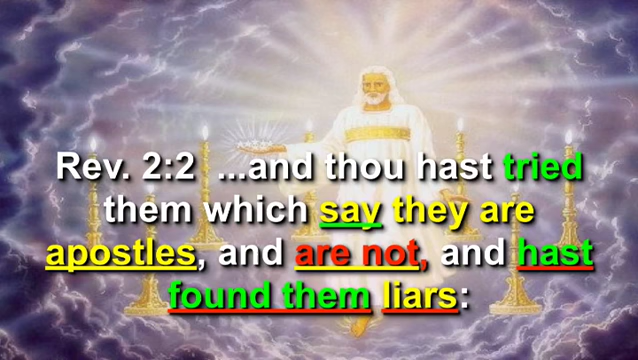 Rev. 2:2 ...and thou hast tried
them which say they are
apostles, and are not, and hast
found them liars: